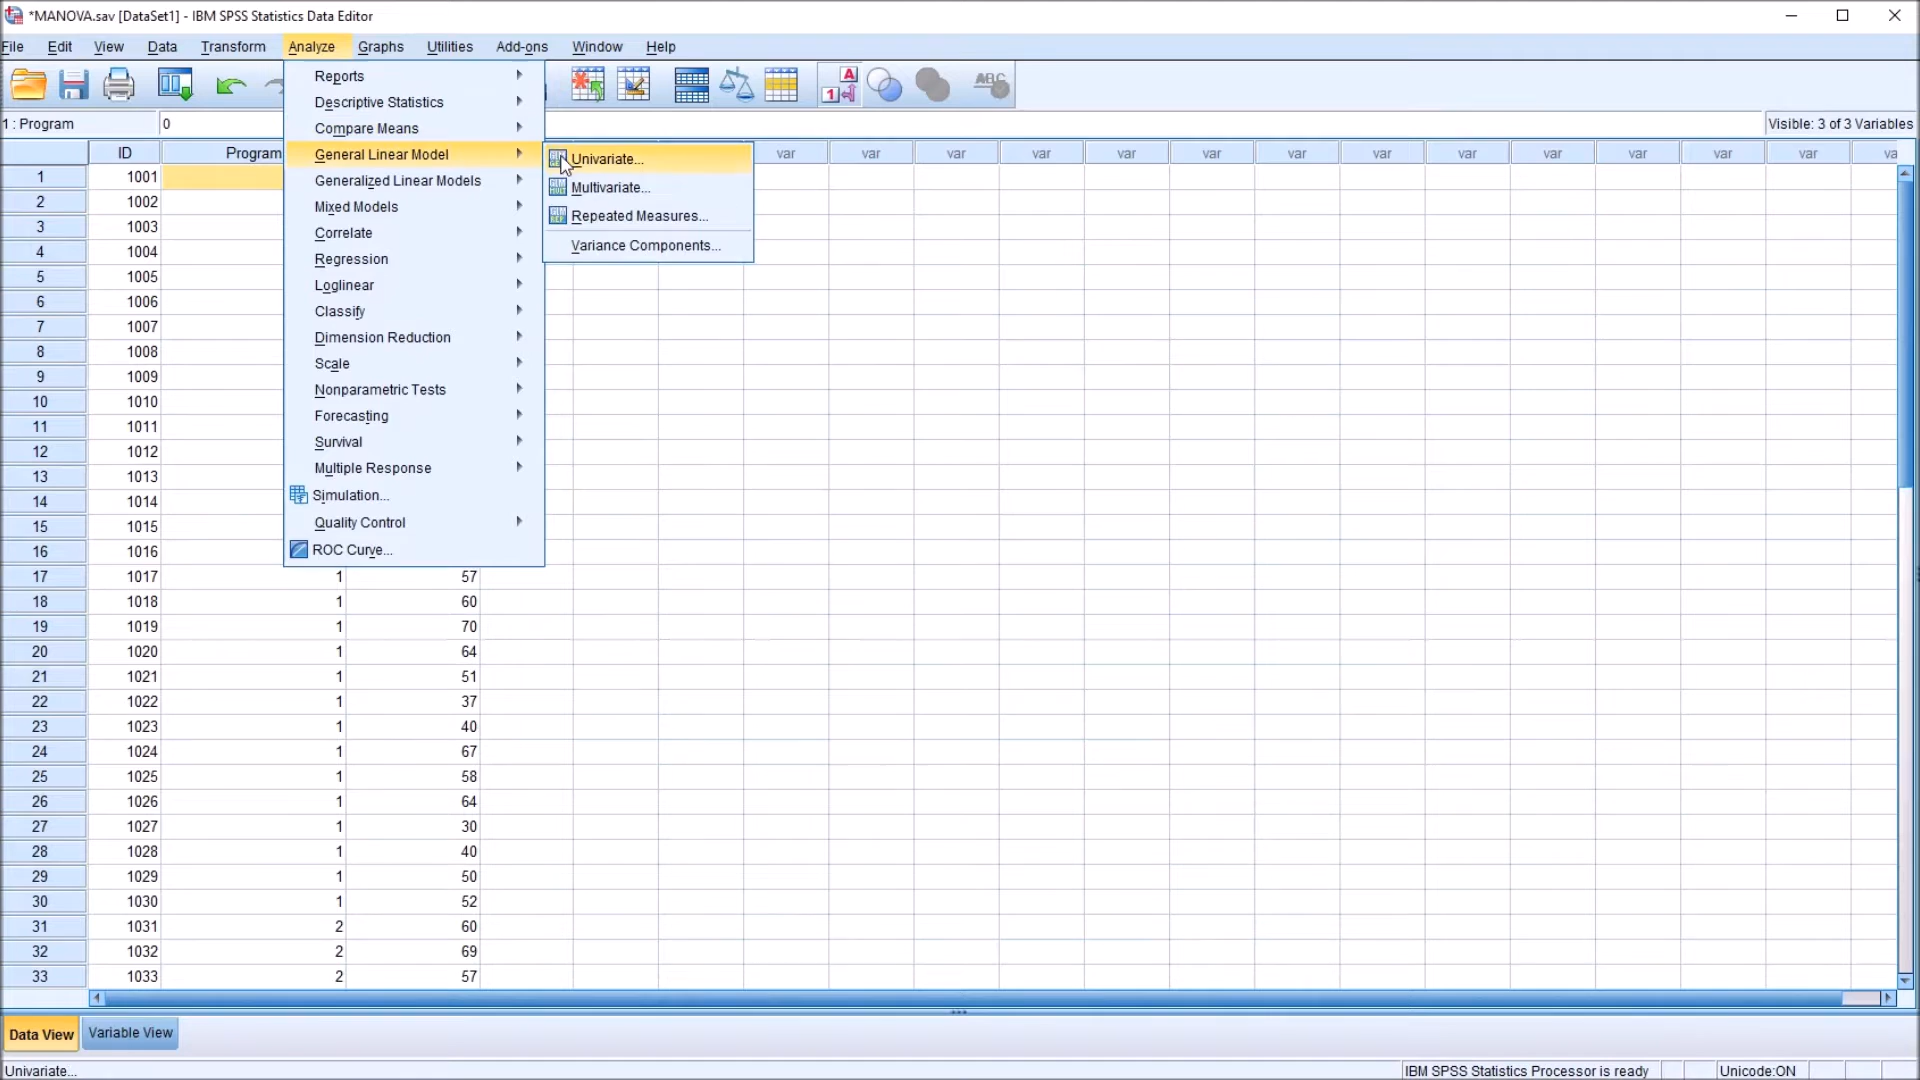 *MANOVA.sav [DataSet1] - IBM SPSS Statistics Data Editor
File Edit View Data Transform Analyze Graphs Utilities Add-ons Window Help
A
1
ABC
1 : Program 0 Visible: 3 of 3 Variables
Reports
Descriptive Statistics
Compare Means
General Linear Model
Generalized Linear Models
Mixed Models
Correlate
Regression
Loglinear
Classify
Dimension Reduction
Scale
Nonparametric Tests
Forecasting
Survival
Multiple Response
Simulation...
Quality Control
ROC Curve...
Univariate...
Multivariate...
Repeated Measures...
Variance Components...
ID Program var var var var var var var var var var var var var va
1 1001
2 1002
3 1003
4 1004
5 1005
6 1006
7 1007
8 1008
9 1009
10 1010
11 1011
12 1012
13 1013
14 1014
15 1015
16 1016
17 1017 1 57
18 1018 1 60
19 1019 1 70
20 1020 1 64
21 1021 1 51
22 1022 1 37
23 1023 1 40
24 1024 1 67
25 1025 1 58
26 1026 1 64
27 1027 1 30
28 1028 1 40
29 1029 1 50
30 1030 1 52
31 1031 2 60
32 1032 2 69
33 1033 2 57
Data View Variable View
Univariate... IBM SPSS Statistics Processor is ready Unicode:ON